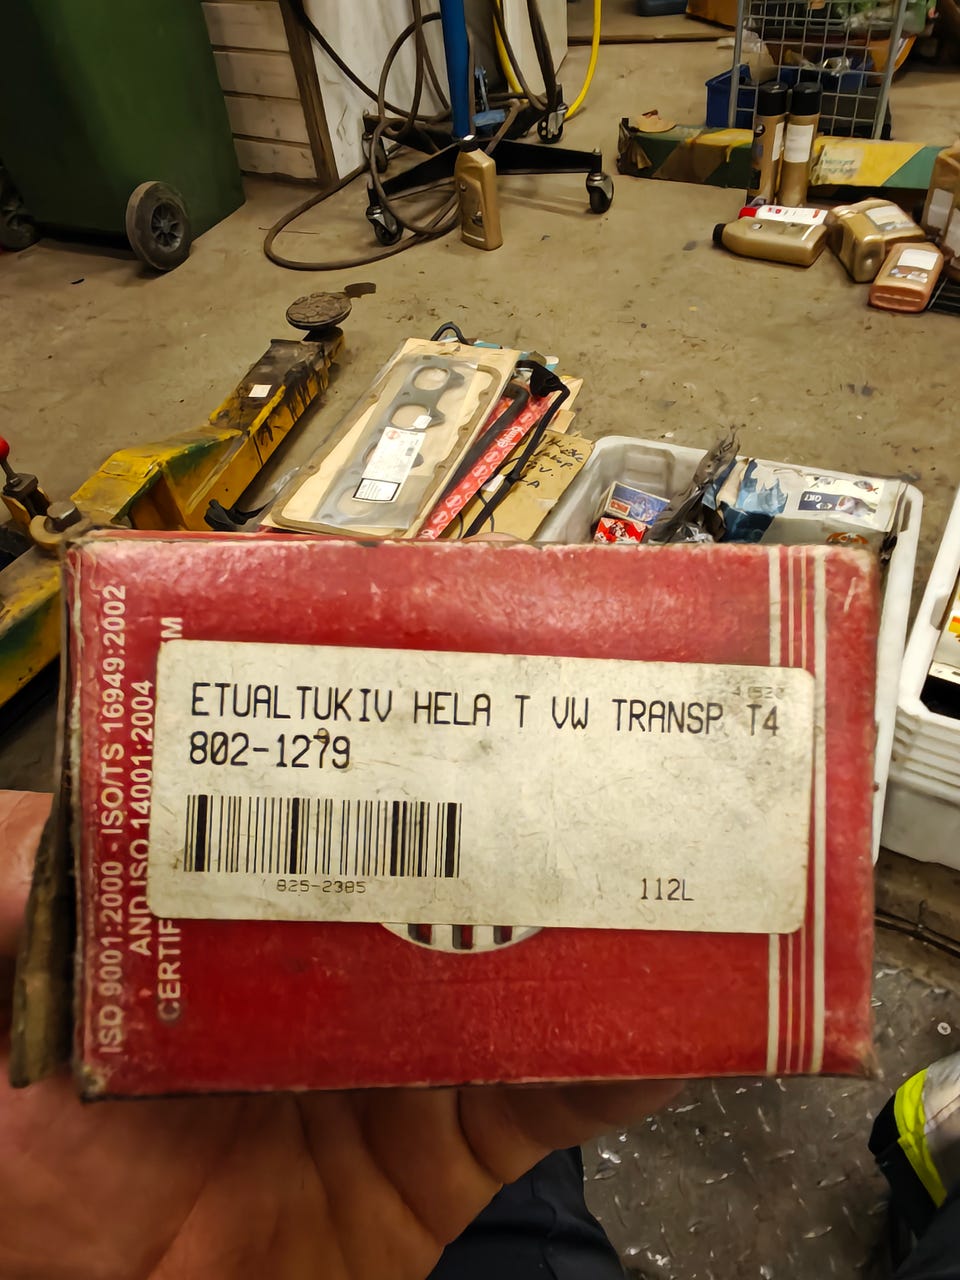 ETUALTUKIV HELA T VW TRANSP T4
802-1279
825-2385
112L
ISO 9001:2000 - ISO/TS 16949:2002
AND ISO 14001:2004